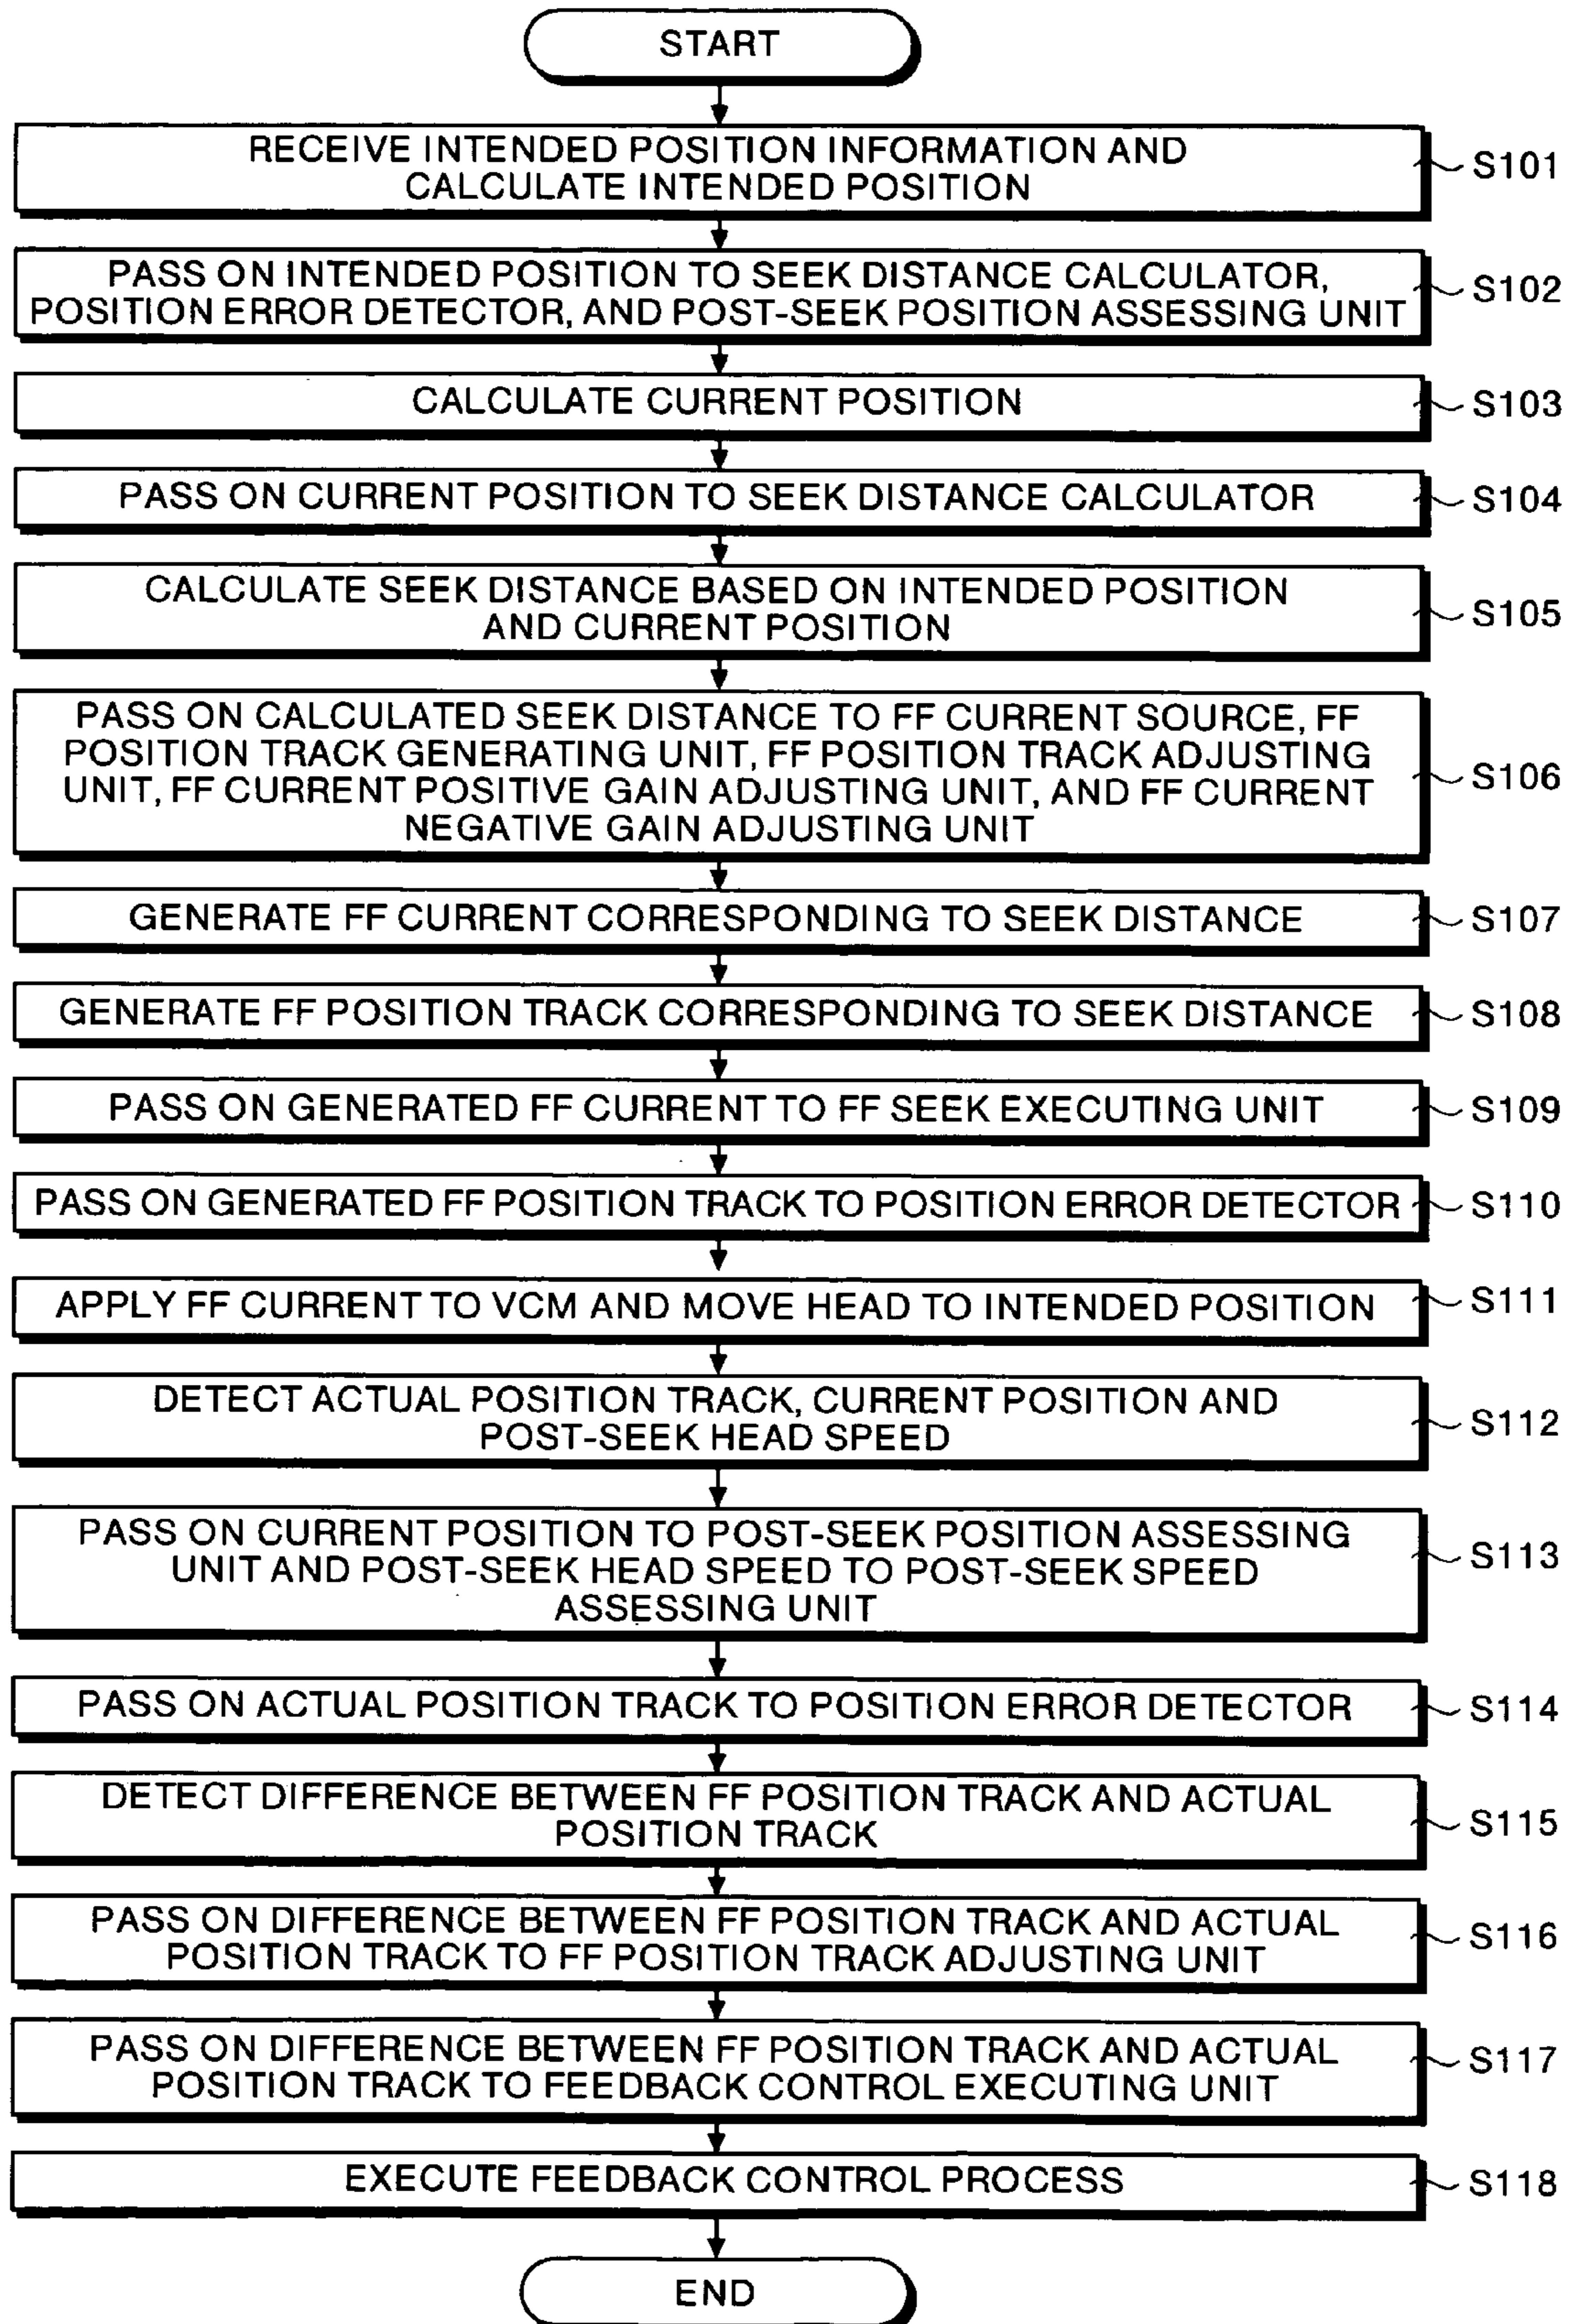 START
RECEIVE INTENDED POSITION INFORMATION AND
CALCULATE INTENDED POSITION
S101
PASS ON INTENDED POSITION TO SEEK DISTANCE CALCULATOR,
POSITION ERROR DETECTOR, AND POST-SEEK POSITION ASSESSING UNIT
S102
CALCULATE CURRENT POSITION
S103
PASS ON CURRENT POSITION TO SEEK DISTANCE CALCULATOR
S104
CALCULATE SEEK DISTANCE BASED ON INTENDED POSITION
AND CURRENT POSITION
S105
PASS ON CALCULATED SEEK DISTANCE TO FF CURRENT SOURCE, FF
POSITION TRACK GENERATING UNIT, FF POSITION TRACK ADJUSTING
UNIT, FF CURRENT POSITIVE GAIN ADJUSTING UNIT, AND FF CURRENT
NEGATIVE GAIN ADJUSTING UNIT
S106
GENERATE FF CURRENT CORRESPONDING TO SEEK DISTANCE
S107
GENERATE FF POSITION TRACK CORRESPONDING TO SEEK DISTANCE
S108
PASS ON GENERATED FF CURRENT TO FF SEEK EXECUTING UNIT
S109
PASS ON GENERATED FF POSITION TRACK TO POSITION ERROR DETECTOR
S110
APPLY FF CURRENT TO VCM AND MOVE HEAD TO INTENDED POSITION
S111
DETECT ACTUAL POSITION TRACK, CURRENT POSITION AND
POST-SEEK HEAD SPEED
S112
PASS ON CURRENT POSITION TO POST-SEEK POSITION ASSESSING
UNIT AND POST-SEEK HEAD SPEED TO POST-SEEK SPEED
ASSESSING UNIT
S113
PASS ON ACTUAL POSITION TRACK TO POSITION ERROR DETECTOR
S114
DETECT DIFFERENCE BETWEEN FF POSITION TRACK AND ACTUAL
POSITION TRACK
S115
PASS ON DIFFERENCE BETWEEN FF POSITION TRACK AND ACTUAL
POSITION TRACK TO FF POSITION TRACK ADJUSTING UNIT
S116
PASS ON DIFFERENCE BETWEEN FF POSITION TRACK AND ACTUAL
POSITION TRACK TO FEEDBACK CONTROL EXECUTING UNIT
S117
EXECUTE FEEDBACK CONTROL PROCESS
S118
END